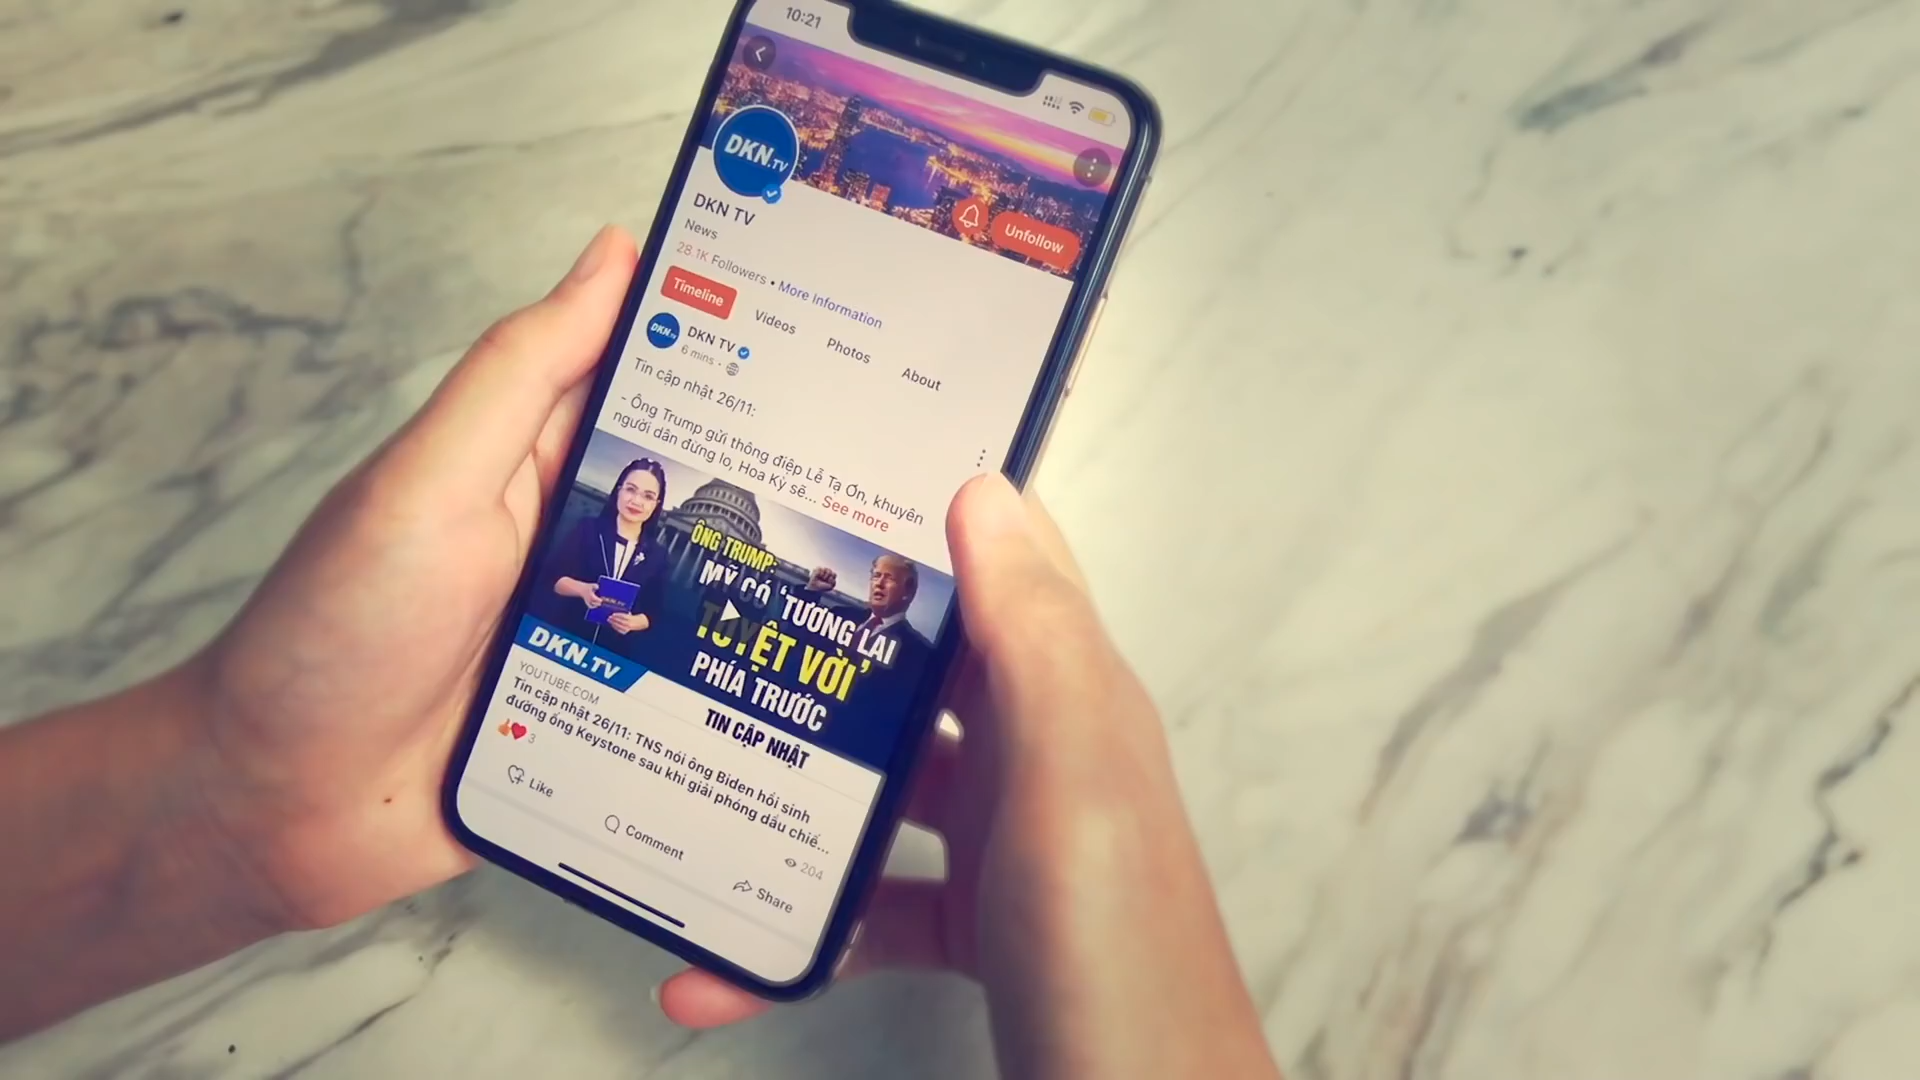 10:21
DKN.TV
Unfollow
DKN TV
News
28.1K Followers • More Information
Timeline
Videos
Photos
About
DKN.TV
DKN TV
6 mins
Tin cập nhật 26/11:
- Ông Trump gửi thông điệp Lễ Tạ Ơn, khuyên
người dân đừng lo, Hoa Kỳ sẽ... See more
ÔNG TRUMP:
MỸ CÓ ‘TƯƠNG LAI
TUYỆT VỜI’
PHÍA TRƯỚC
DKN.TV
DKN.TV
TIN CẬP NHẬT
YOUTUBE.COM
Tin cập nhật 26/11: TNS nói ông Biden hồi sinh
đường ống Keystone sau khi giải phóng dầu chiế...
3
204
Like
Comment
Share